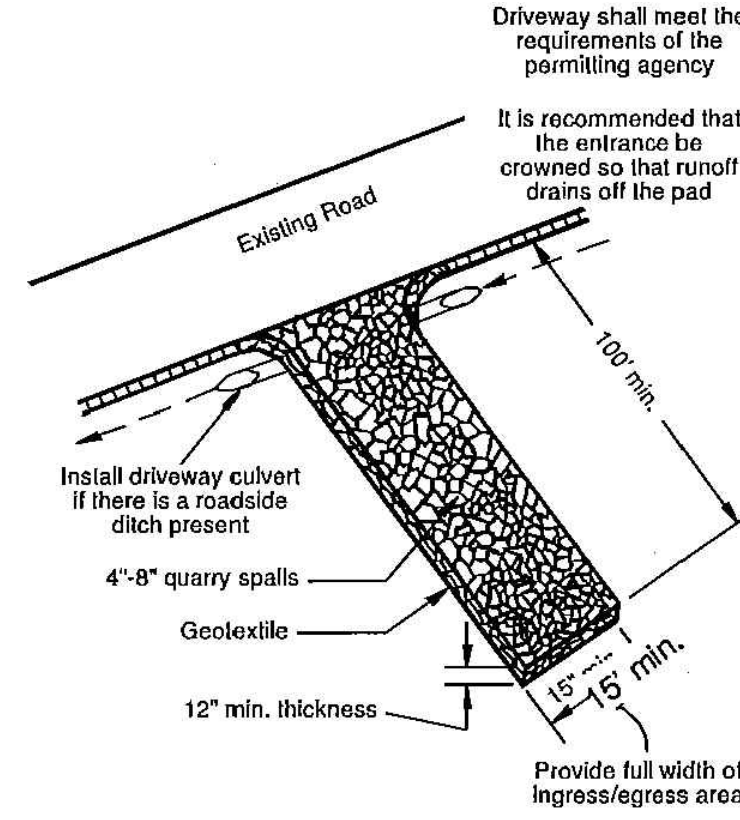 Driveway shall meet the
requirements of the
permitting agency
It is recommended that
the entrance be
crowned so that runoff
drains off the pad
Existing Road
100' min.
Install driveway culvert
if there is a roadside
ditch present
4"-8" quarry spalls
Geotextile
12" min. thickness
15" min.
15' min.
Provide full width of
Ingress/egress area